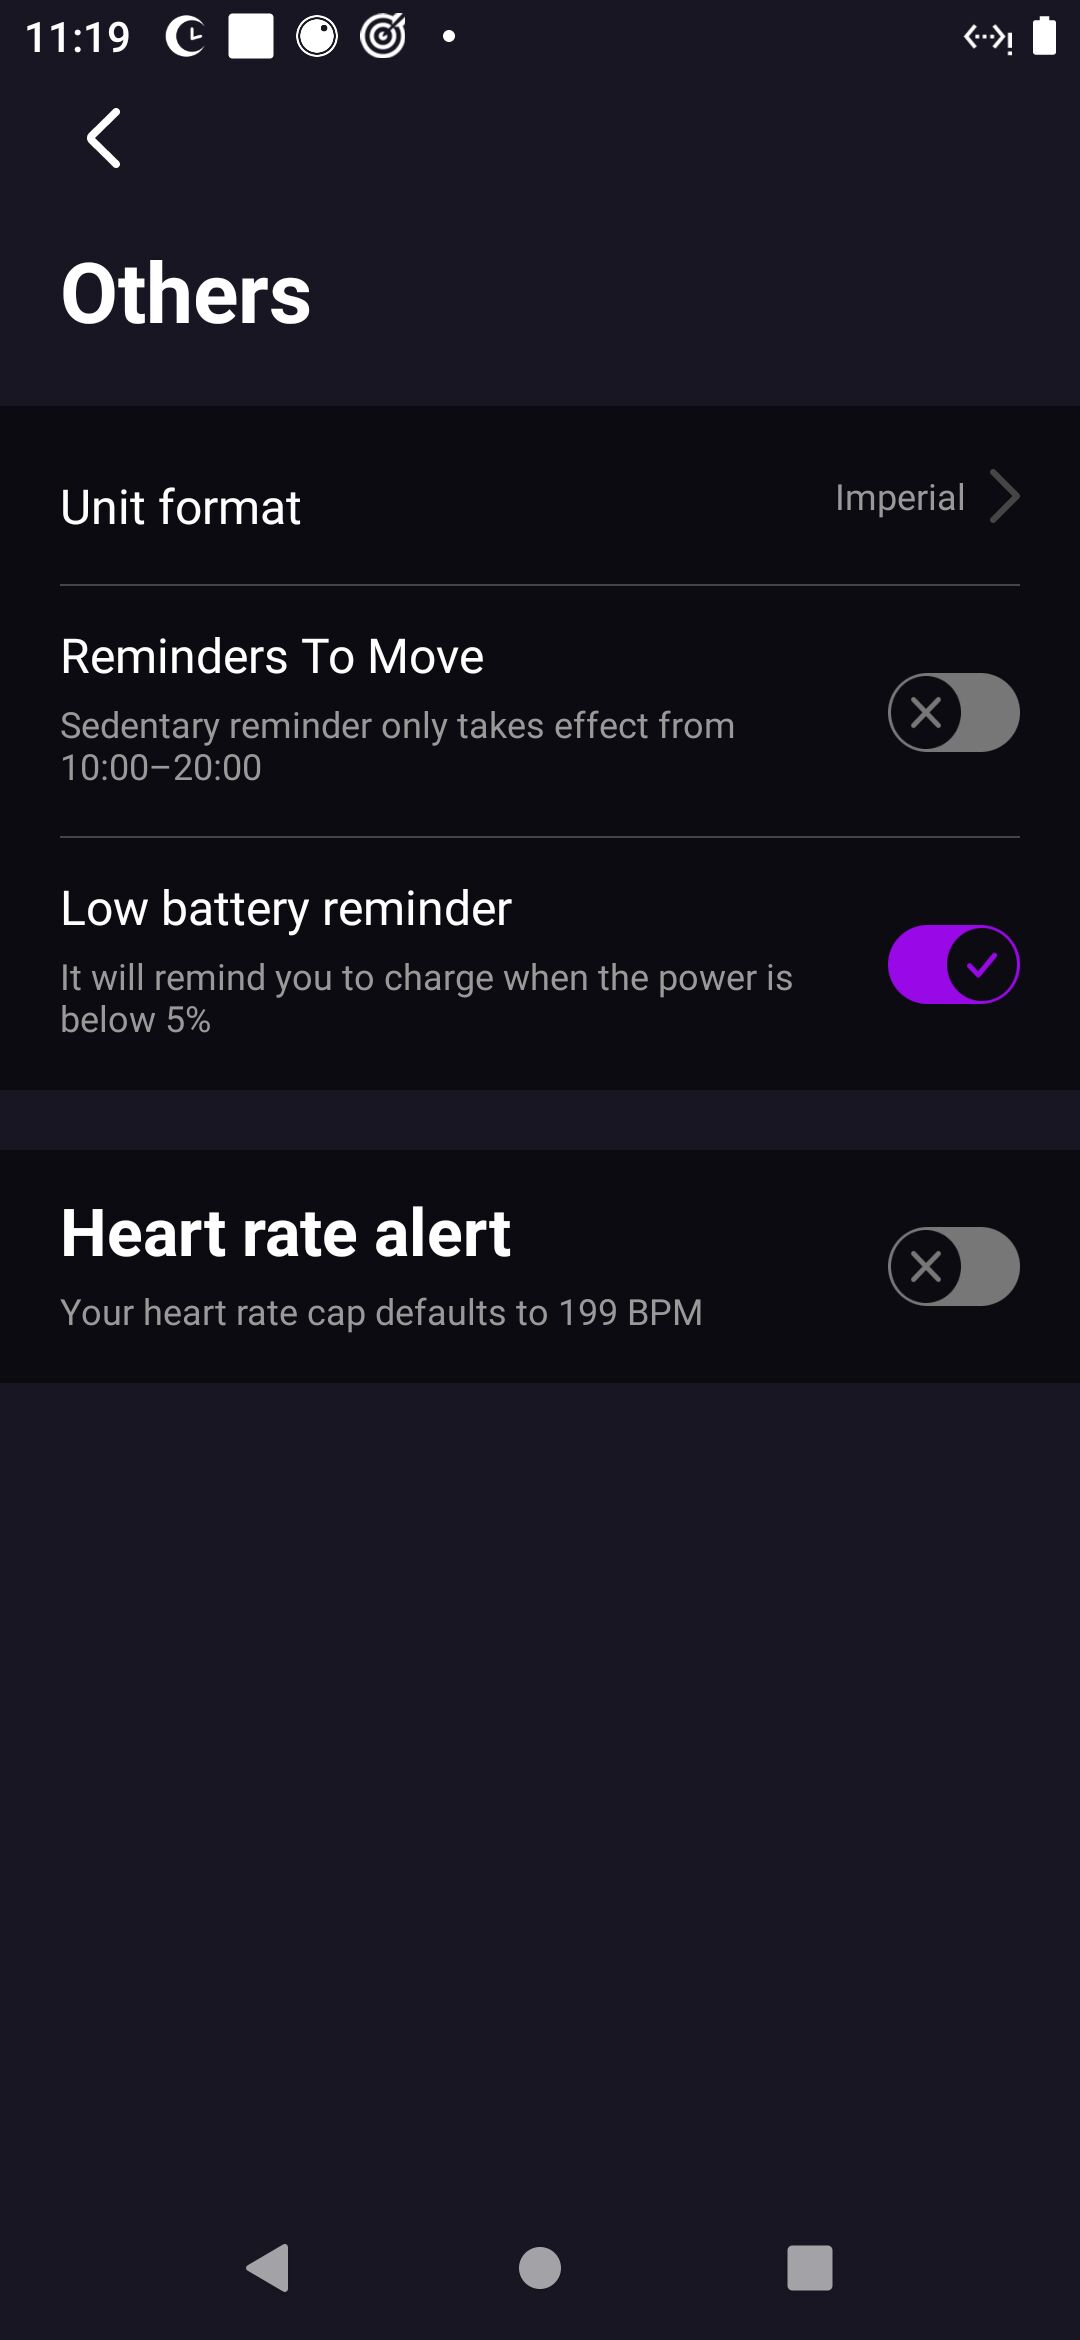 11:19
Others
Unit format
Imperial
Reminders To Move
Sedentary reminder only takes effect from
10:00–20:00
Low battery reminder
It will remind you to charge when the power is
below 5%
Heart rate alert
Your heart rate cap defaults to 199 BPM